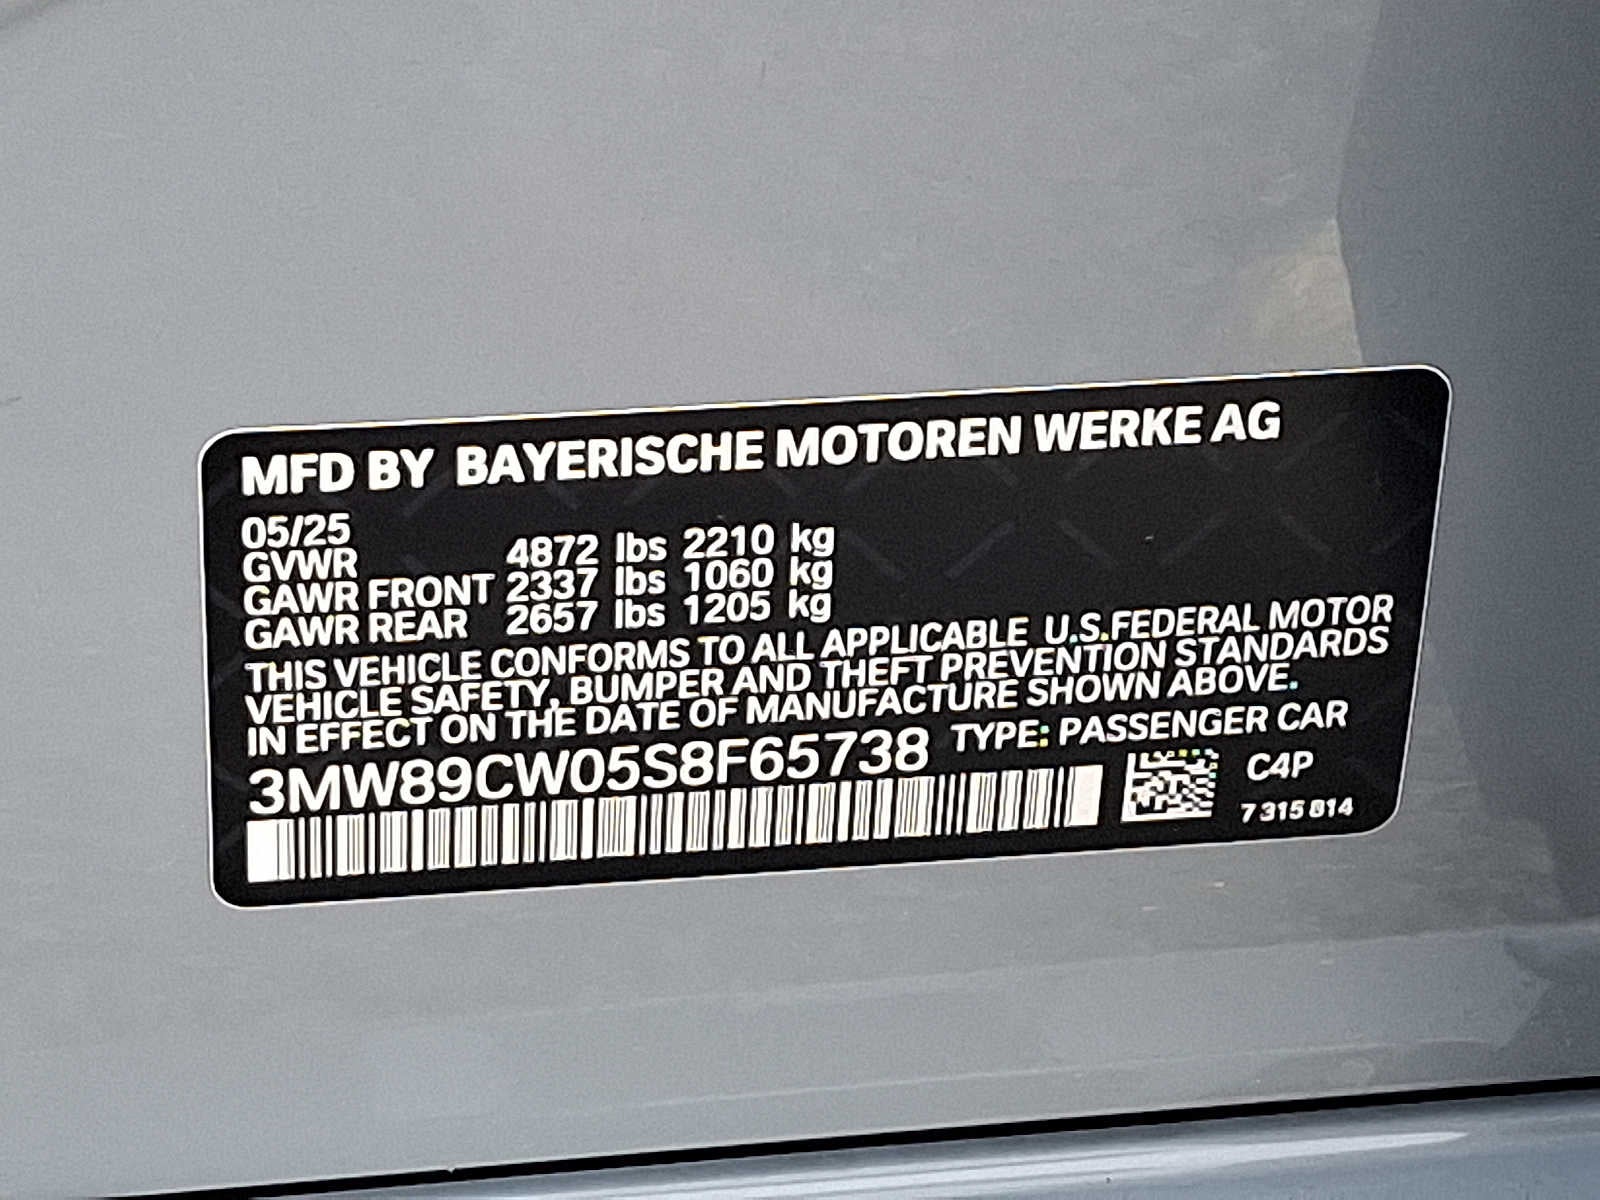 MFD BY BAYERISCHE MOTOREN WERKE AG
05/25
GVWR 4872 lbs 2210 kg
GAWR FRONT 2337 lbs 1060 kg
GAWR REAR 2657 lbs 1205 kg
THIS VEHICLE CONFORMS TO ALL APPLICABLE U.S.FEDERAL MOTOR
VEHICLE SAFETY, BUMPER AND THEFT PREVENTION STANDARDS
IN EFFECT ON THE DATE OF MANUFACTURE SHOWN ABOVE.
3MW89CW05S8F65738 TYPE: PASSENGER CAR
C4P
7 315 814